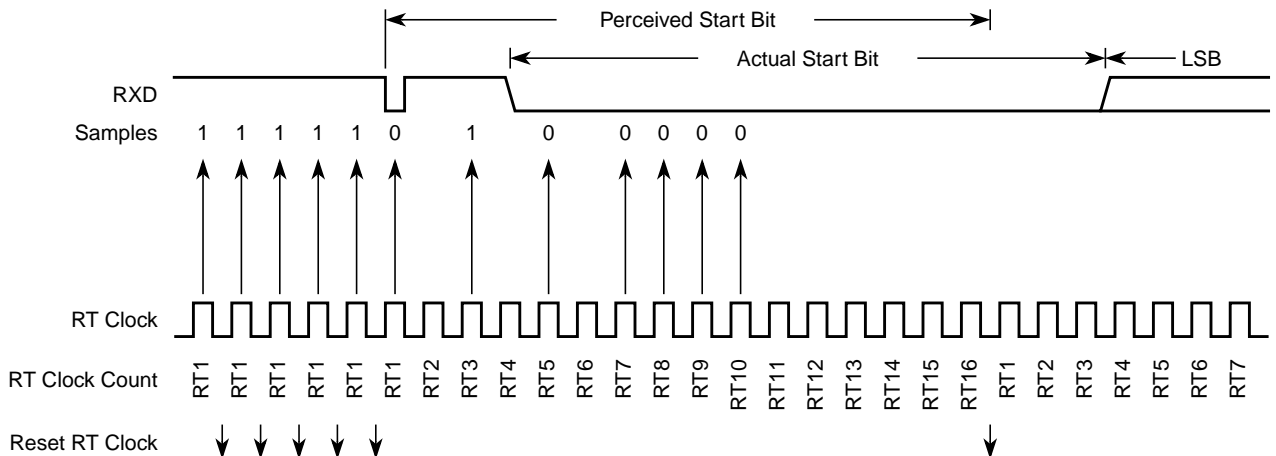 Perceived Start Bit
Actual Start Bit
LSB
RXD
Samples 1 1 1 1 1 0 1 0 0 0 0 0
RT Clock
RT Clock Count RT1 RT1 RT1 RT1 RT1 RT1 RT2 RT3 RT4 RT5 RT6 RT7 RT8 RT9 RT10 RT11 RT12 RT13 RT14 RT15 RT16 RT1 RT2 RT3 RT4 RT5 RT6 RT7
Reset RT Clock